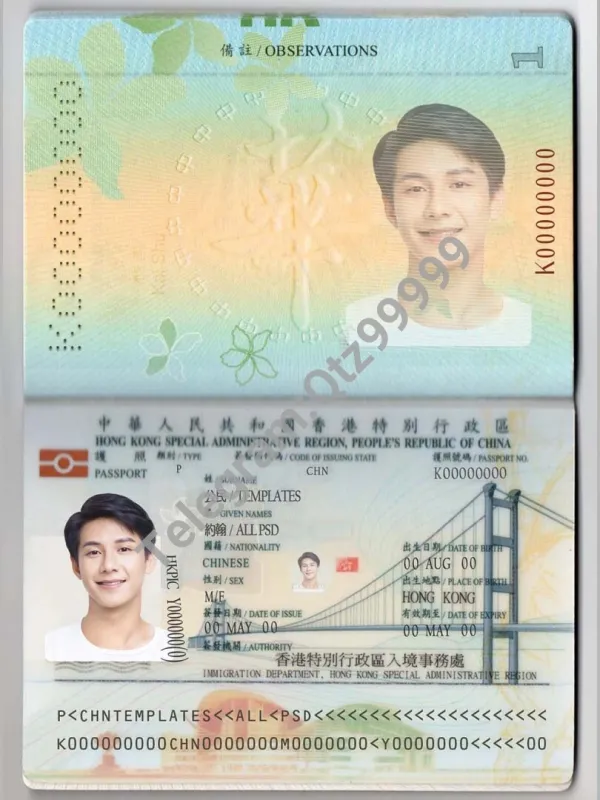 HK
備註 / OBSERVATIONS
1
K00000000
K00000000
Telegram:Qtz99999
中華人民共和國香港特別行政區
HONG KONG SPECIAL ADMINISTRATIVE REGION, PEOPLE'S REPUBLIC OF CHINA
護照 類別 / TYPE 簽發國代碼 / CODE OF ISSUING STATE 護照號碼 / PASSPORT NO.
PASSPORT P CHN K00000000
姓 / SURNAME
公民 / TEMPLATES
名 / GIVEN NAMES
約翰 / ALL PSD
國籍 / NATIONALITY 出生日期 / DATE OF BIRTH
CHINESE 00 AUG 00
性別 / SEX 出生地點 / PLACE OF BIRTH
M/E HONG KONG
簽發日期 / DATE OF ISSUE 有效期至 / DATE OF EXPIRY
00 MAY 00 00 MAY 00
簽發機關 / AUTHORITY
香港特別行政區入境事務處
IMMIGRATION DEPARTMENT, HONG KONG SPECIAL ADMINISTRATIVE REGION
HKPIC Y000000(0)
P<CHNTEMPLATES<<ALL<PSD<<<<<<<<<<<<<<<<<<<<<
K000000000CHN0000000M0000000<Y0000000<<<<<00